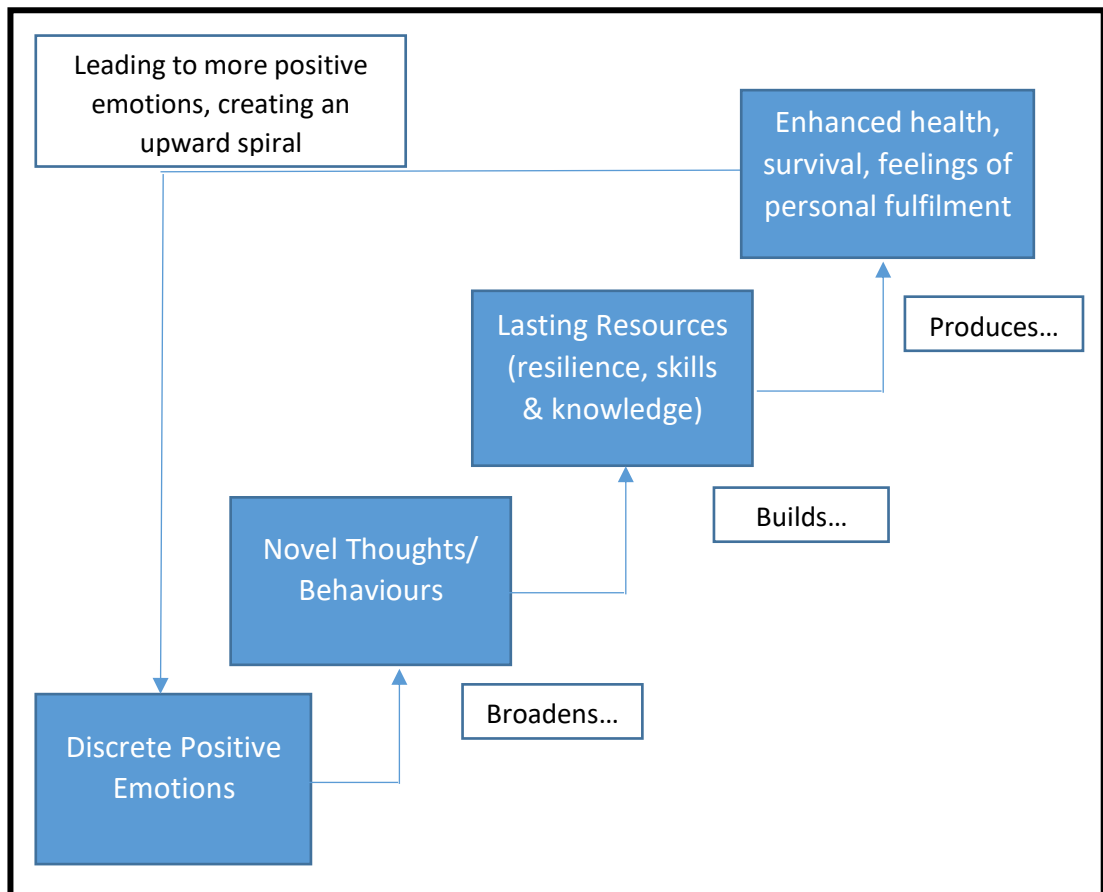 Leading to more positive
emotions, creating an
upward spiral
Enhanced health,
survival, feelings of
personal fulfilment
Produces…
Lasting Resources
(resilience, skills
& knowledge)
Builds…
Novel Thoughts/
Behaviours
Broadens…
Discrete Positive
Emotions